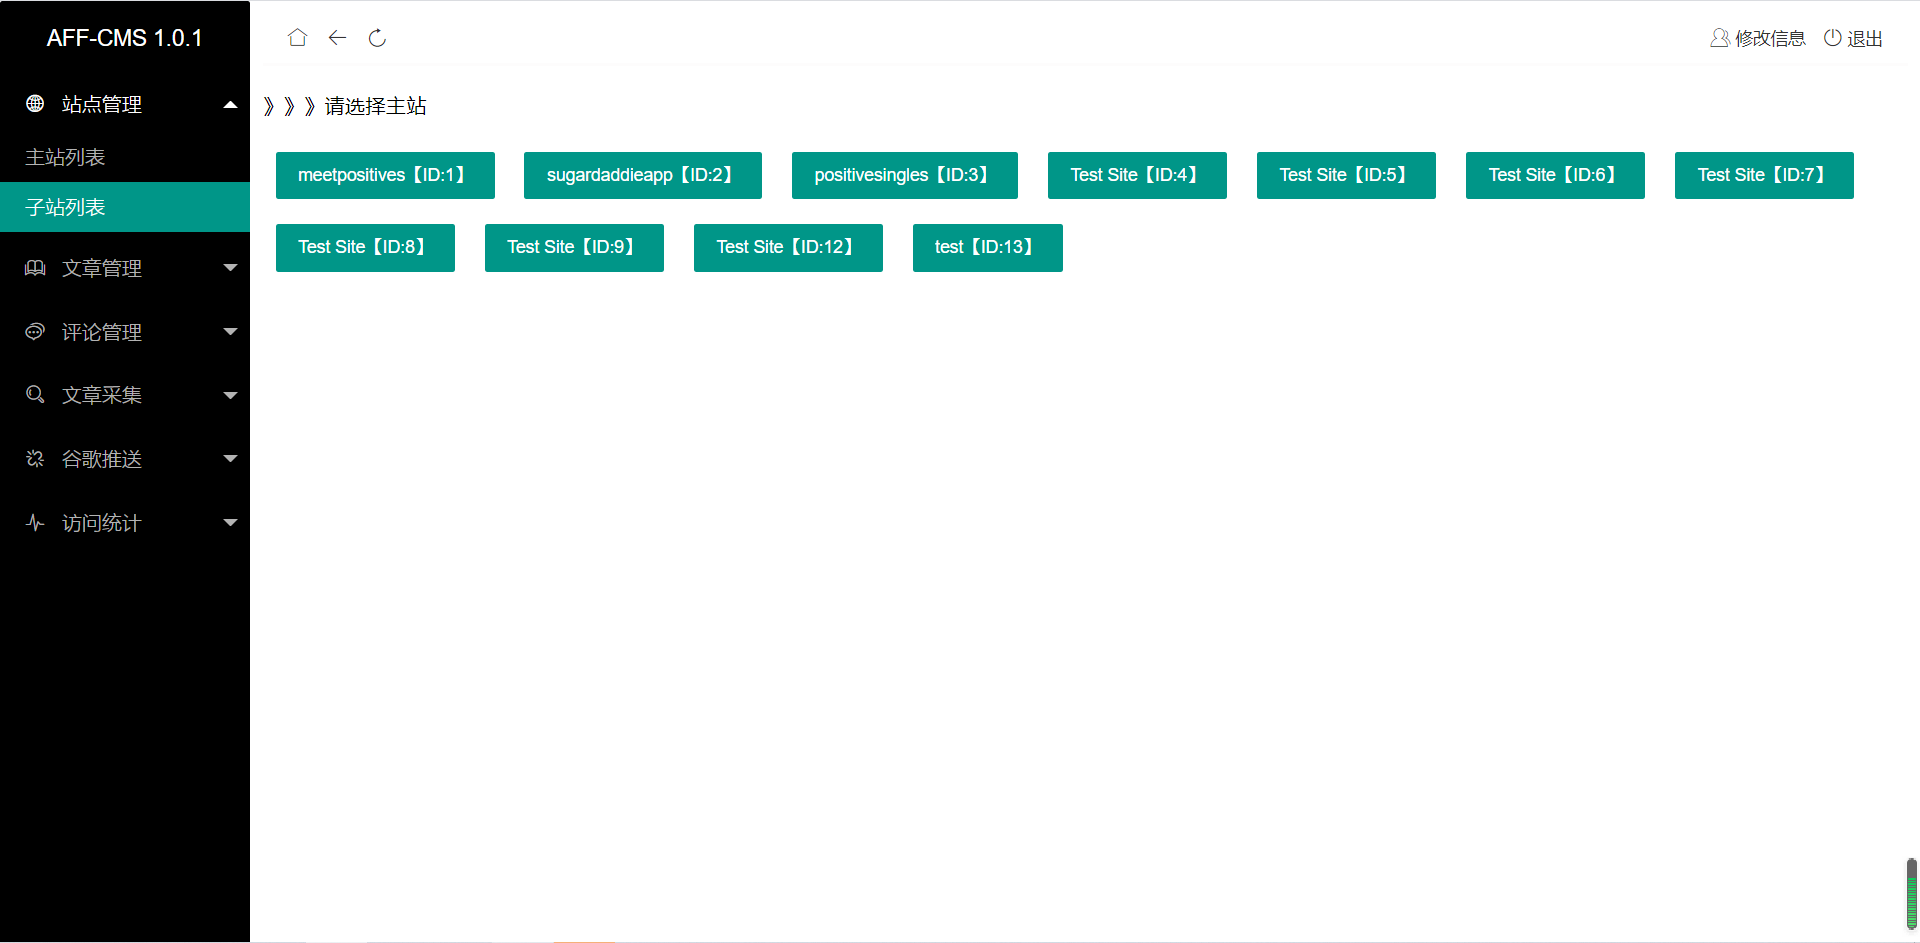 AFF-CMS 1.0.1
修改信息 退出
站点管理
主站列表
子站列表
文章管理
评论管理
文章采集
谷歌推送
访问统计
》》》请选择主站
meetpositives【ID:1】 sugardaddieapp【ID:2】 positivesingles【ID:3】 Test Site【ID:4】 Test Site【ID:5】 Test Site【ID:6】 Test Site【ID:7】
Test Site【ID:8】 Test Site【ID:9】 Test Site【ID:12】 test【ID:13】